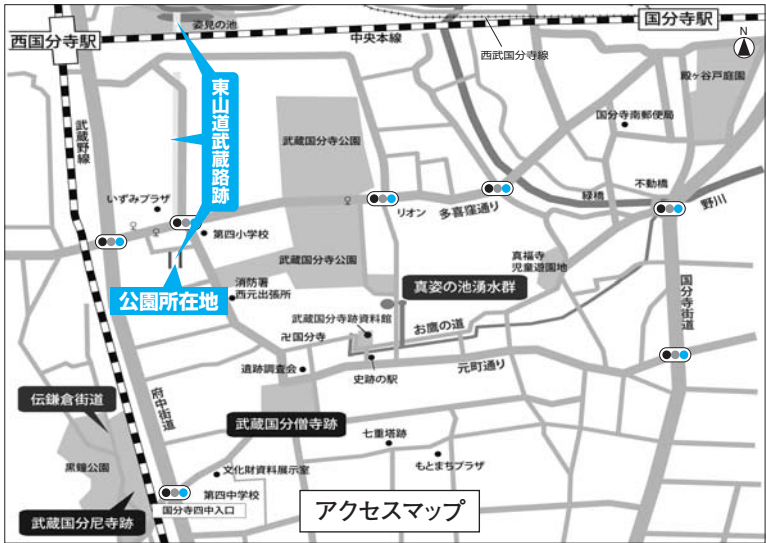 国分寺駅
姿見の池
西国分寺駅
中央本線
西武国分寺線
N
殿ヶ谷戸庭園
東山道武蔵路跡
国分寺南郵便局
武蔵野線
武蔵国分寺公園
いずみプラザ
不動橋
緑橋
野川
リオン
多喜窪通り
第四小学校
真福寺
児童遊園地
武蔵国分寺公園
公園所在地
消防署
西元出張所
真姿の池湧水群
国分寺街道
武蔵国分寺跡資料館
お鷹の道
卍国分寺
遺跡調査会
史跡の駅
元町通り
伝鎌倉街道
府中街道
武蔵国分僧寺跡
七重塔跡
黒鐘公園
文化財資料展示室
もとまちプラザ
第四中学校
国分寺四中入口
武蔵国分尼寺跡
アクセスマップ